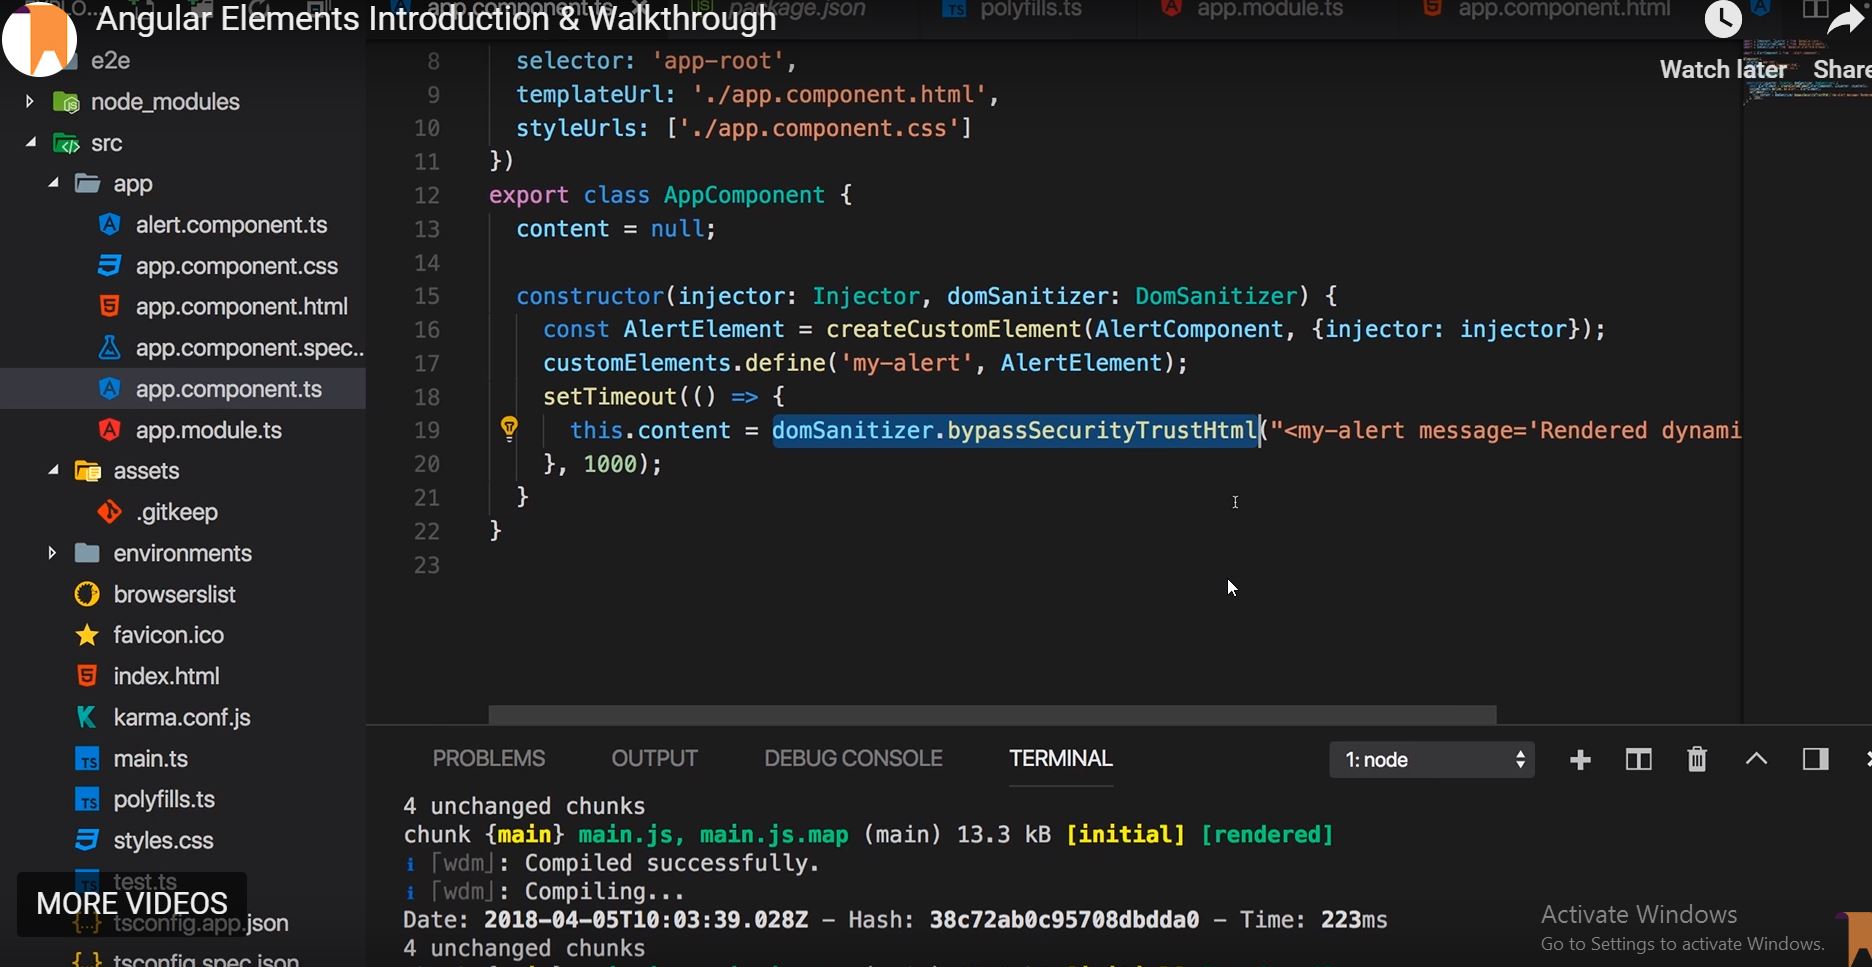 Angular Elements Introduction & Walkthrough
app.component.ts
package.json
polyfills.ts
app.module.ts
app.component.html
Watch later
Share
e2e
node_modules
src
app
alert.component.ts
app.component.css
app.component.html
app.component.spec..
app.component.ts
app.module.ts
assets
.gitkeep
environments
browserslist
favicon.ico
index.html
karma.conf.js
main.ts
polyfills.ts
styles.css
test.ts
MORE VIDEOS
tsconfig.app.json
tsconfig.spec.json
8 selector: 'app-root',
9 templateUrl: './app.component.html',
10 styleUrls: ['./app.component.css']
11 })
12 export class AppComponent {
13 content = null;
14
15 constructor(injector: Injector, domSanitizer: DomSanitizer) {
16 const AlertElement = createCustomElement(AlertComponent, {injector: injector});
17 customElements.define('my-alert', AlertElement);
18 setTimeout(() => {
19 this.content = domSanitizer.bypassSecurityTrustHtml("<my-alert message='Rendered dynami
20 }, 1000);
21 }
22 }
23
PROBLEMS OUTPUT DEBUG CONSOLE TERMINAL 1: node
4 unchanged chunks
chunk {main} main.js, main.js.map (main) 13.3 kB [initial] [rendered]
i ｢wdm｣: Compiled successfully.
i ｢wdm｣: Compiling...
Date: 2018-04-05T10:03:39.028Z - Hash: 38c72ab0c95708dbdda0 - Time: 223ms
4 unchanged chunks
Activate Windows
Go to Settings to activate Windows.